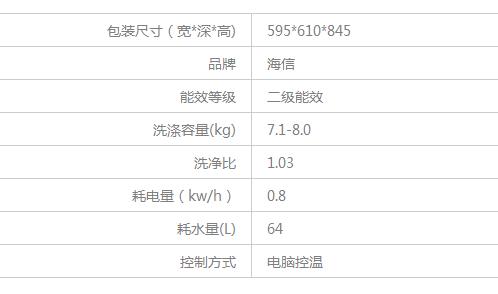 包装尺寸（宽*深*高) 595*610*845
品牌 海信
能效等级 二级能效
洗涤容量(kg) 7.1-8.0
洗净比 1.03
耗电量（kw/h） 0.8
耗水量(L) 64
控制方式 电脑控温